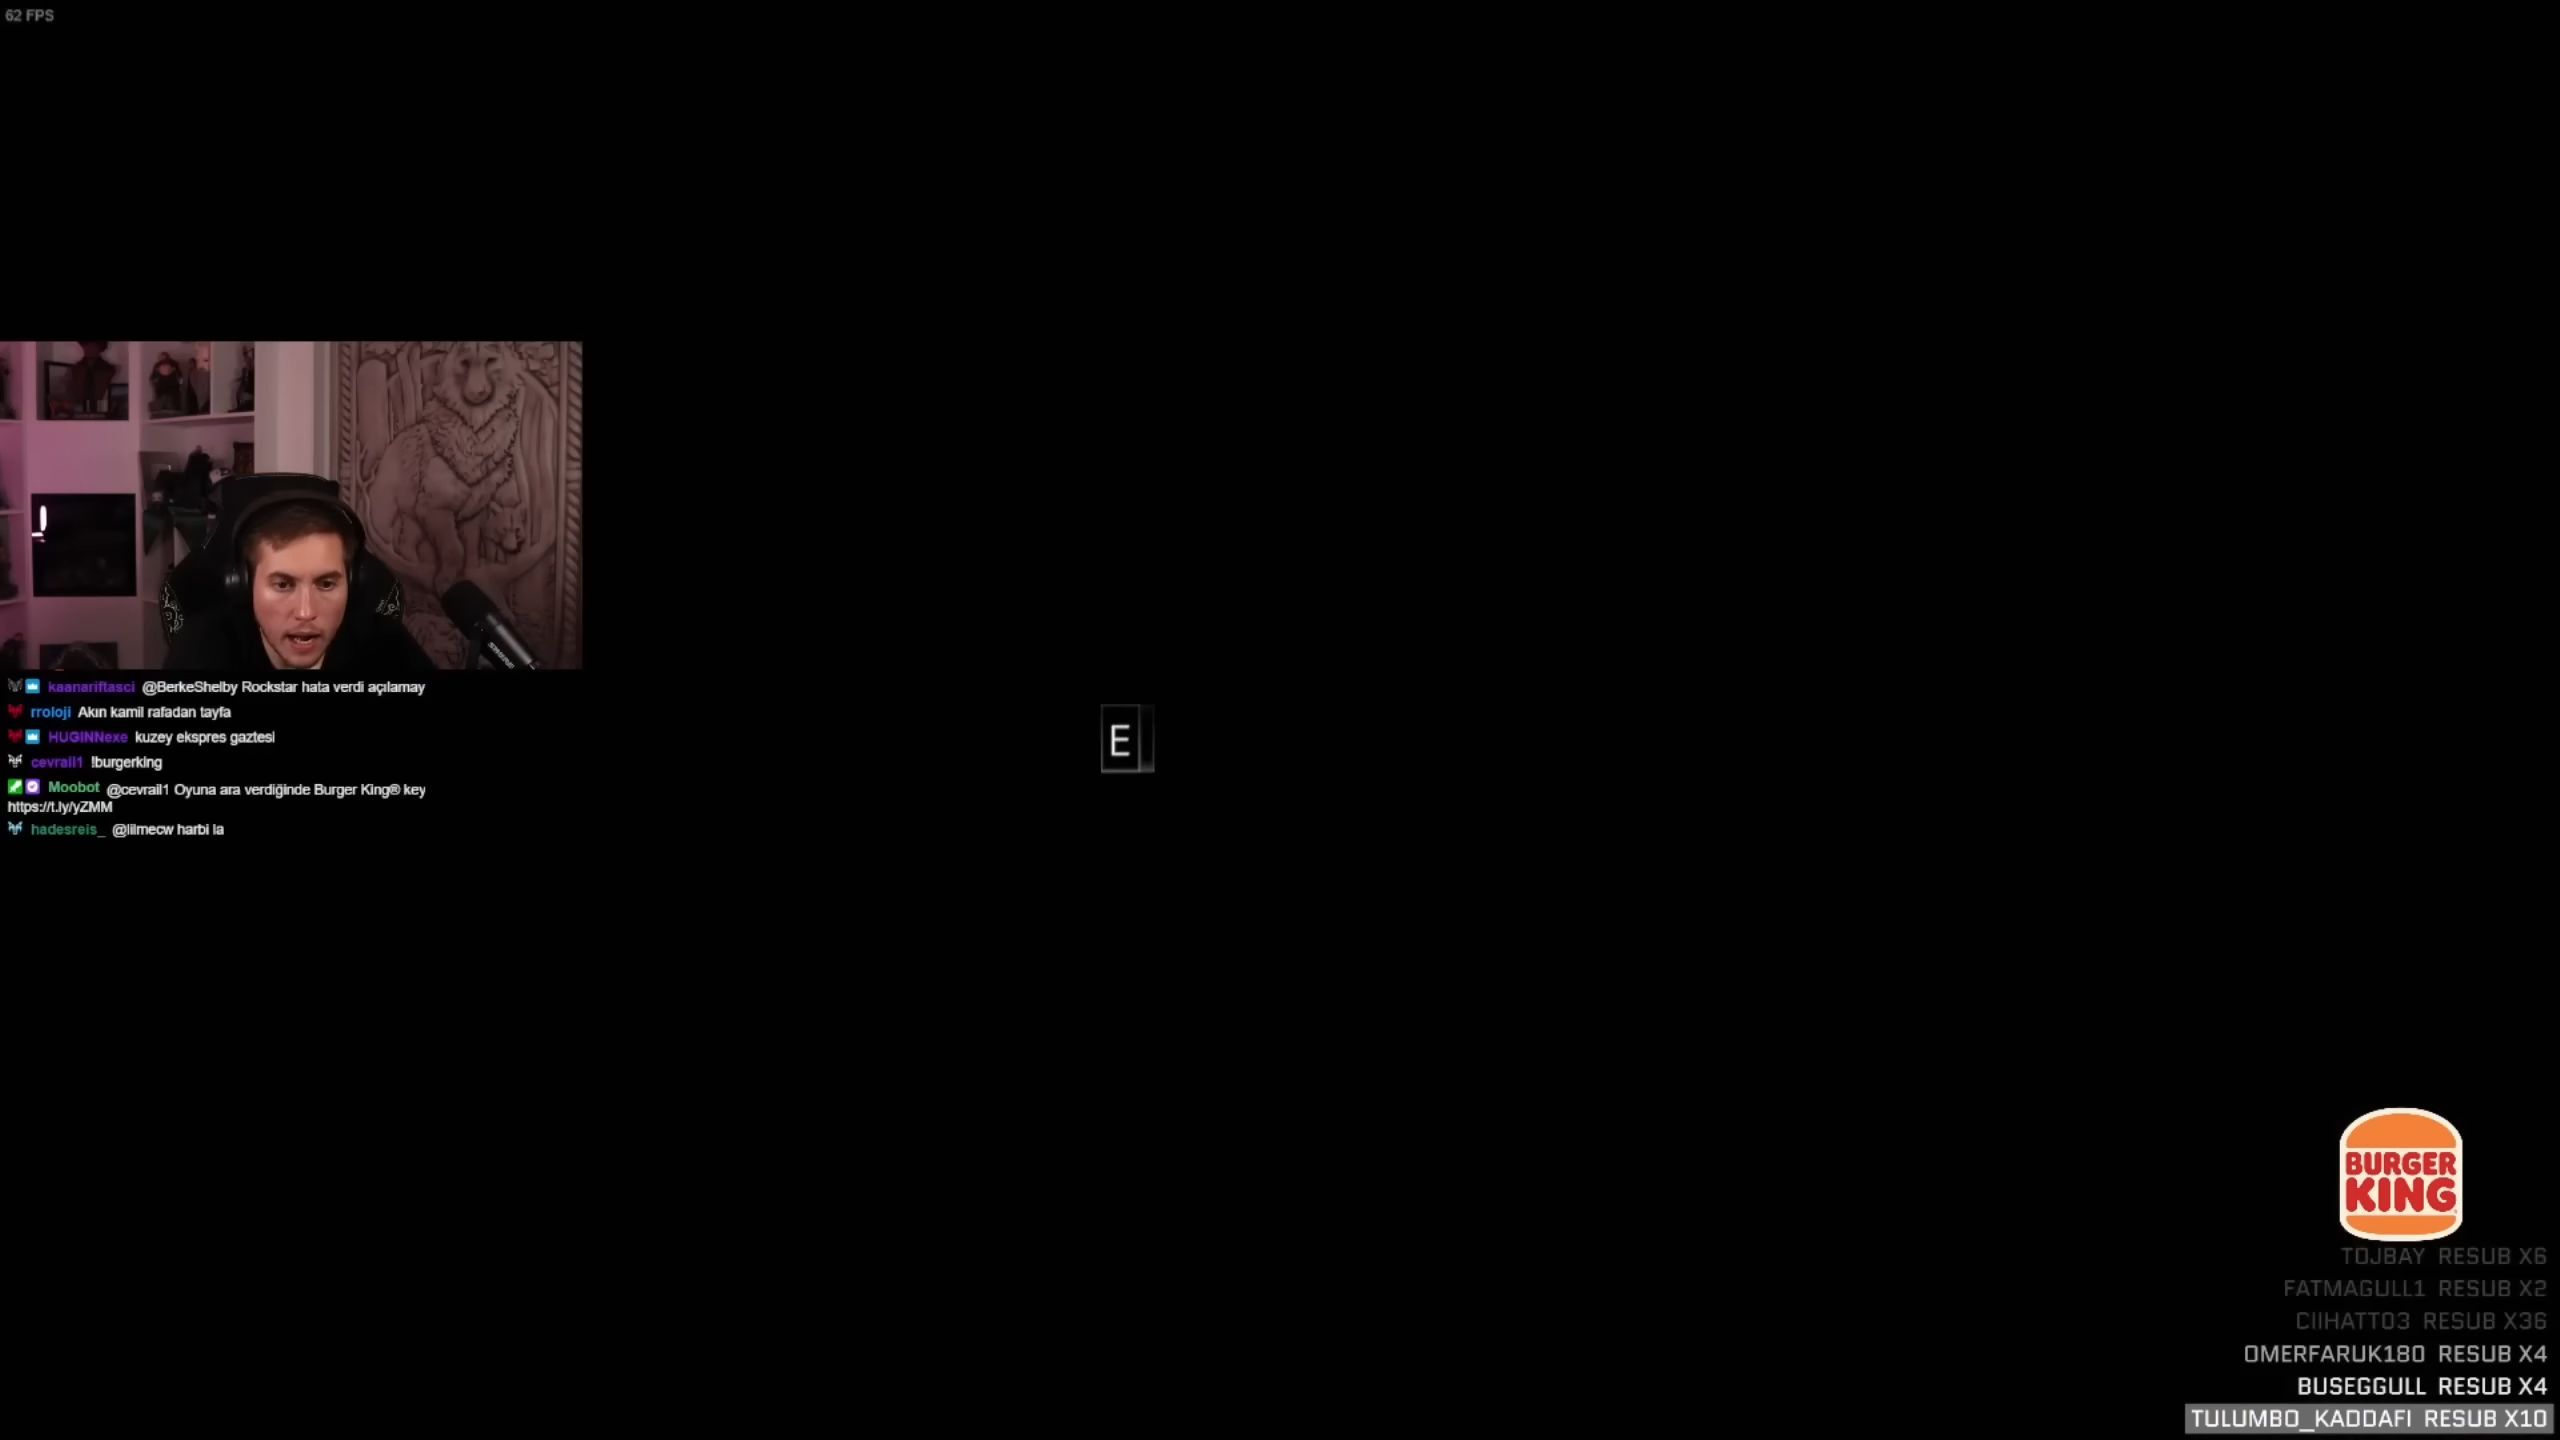 62 FPS
kaanariftasci @BerkeShelby Rockstar hata verdi açılamay
rroloji Akın kamil rafadan tayfa
HUGINNexe kuzey ekspres gaztesi
cevrail1 !burgerking
Moobot @cevrail1 Oyuna ara verdiğinde Burger King® key
https://t.ly/yZMM
hadesreis_ @lilmecw harbi la
E
BURGER
KING
TOJBAY RESUB X6
FATMAGULL1 RESUB X2
CIIHATT03 RESUB X36
OMERFARUK180 RESUB X4
BUSEGGULL RESUB X4
TULUMBO_KADDAFI RESUB X10